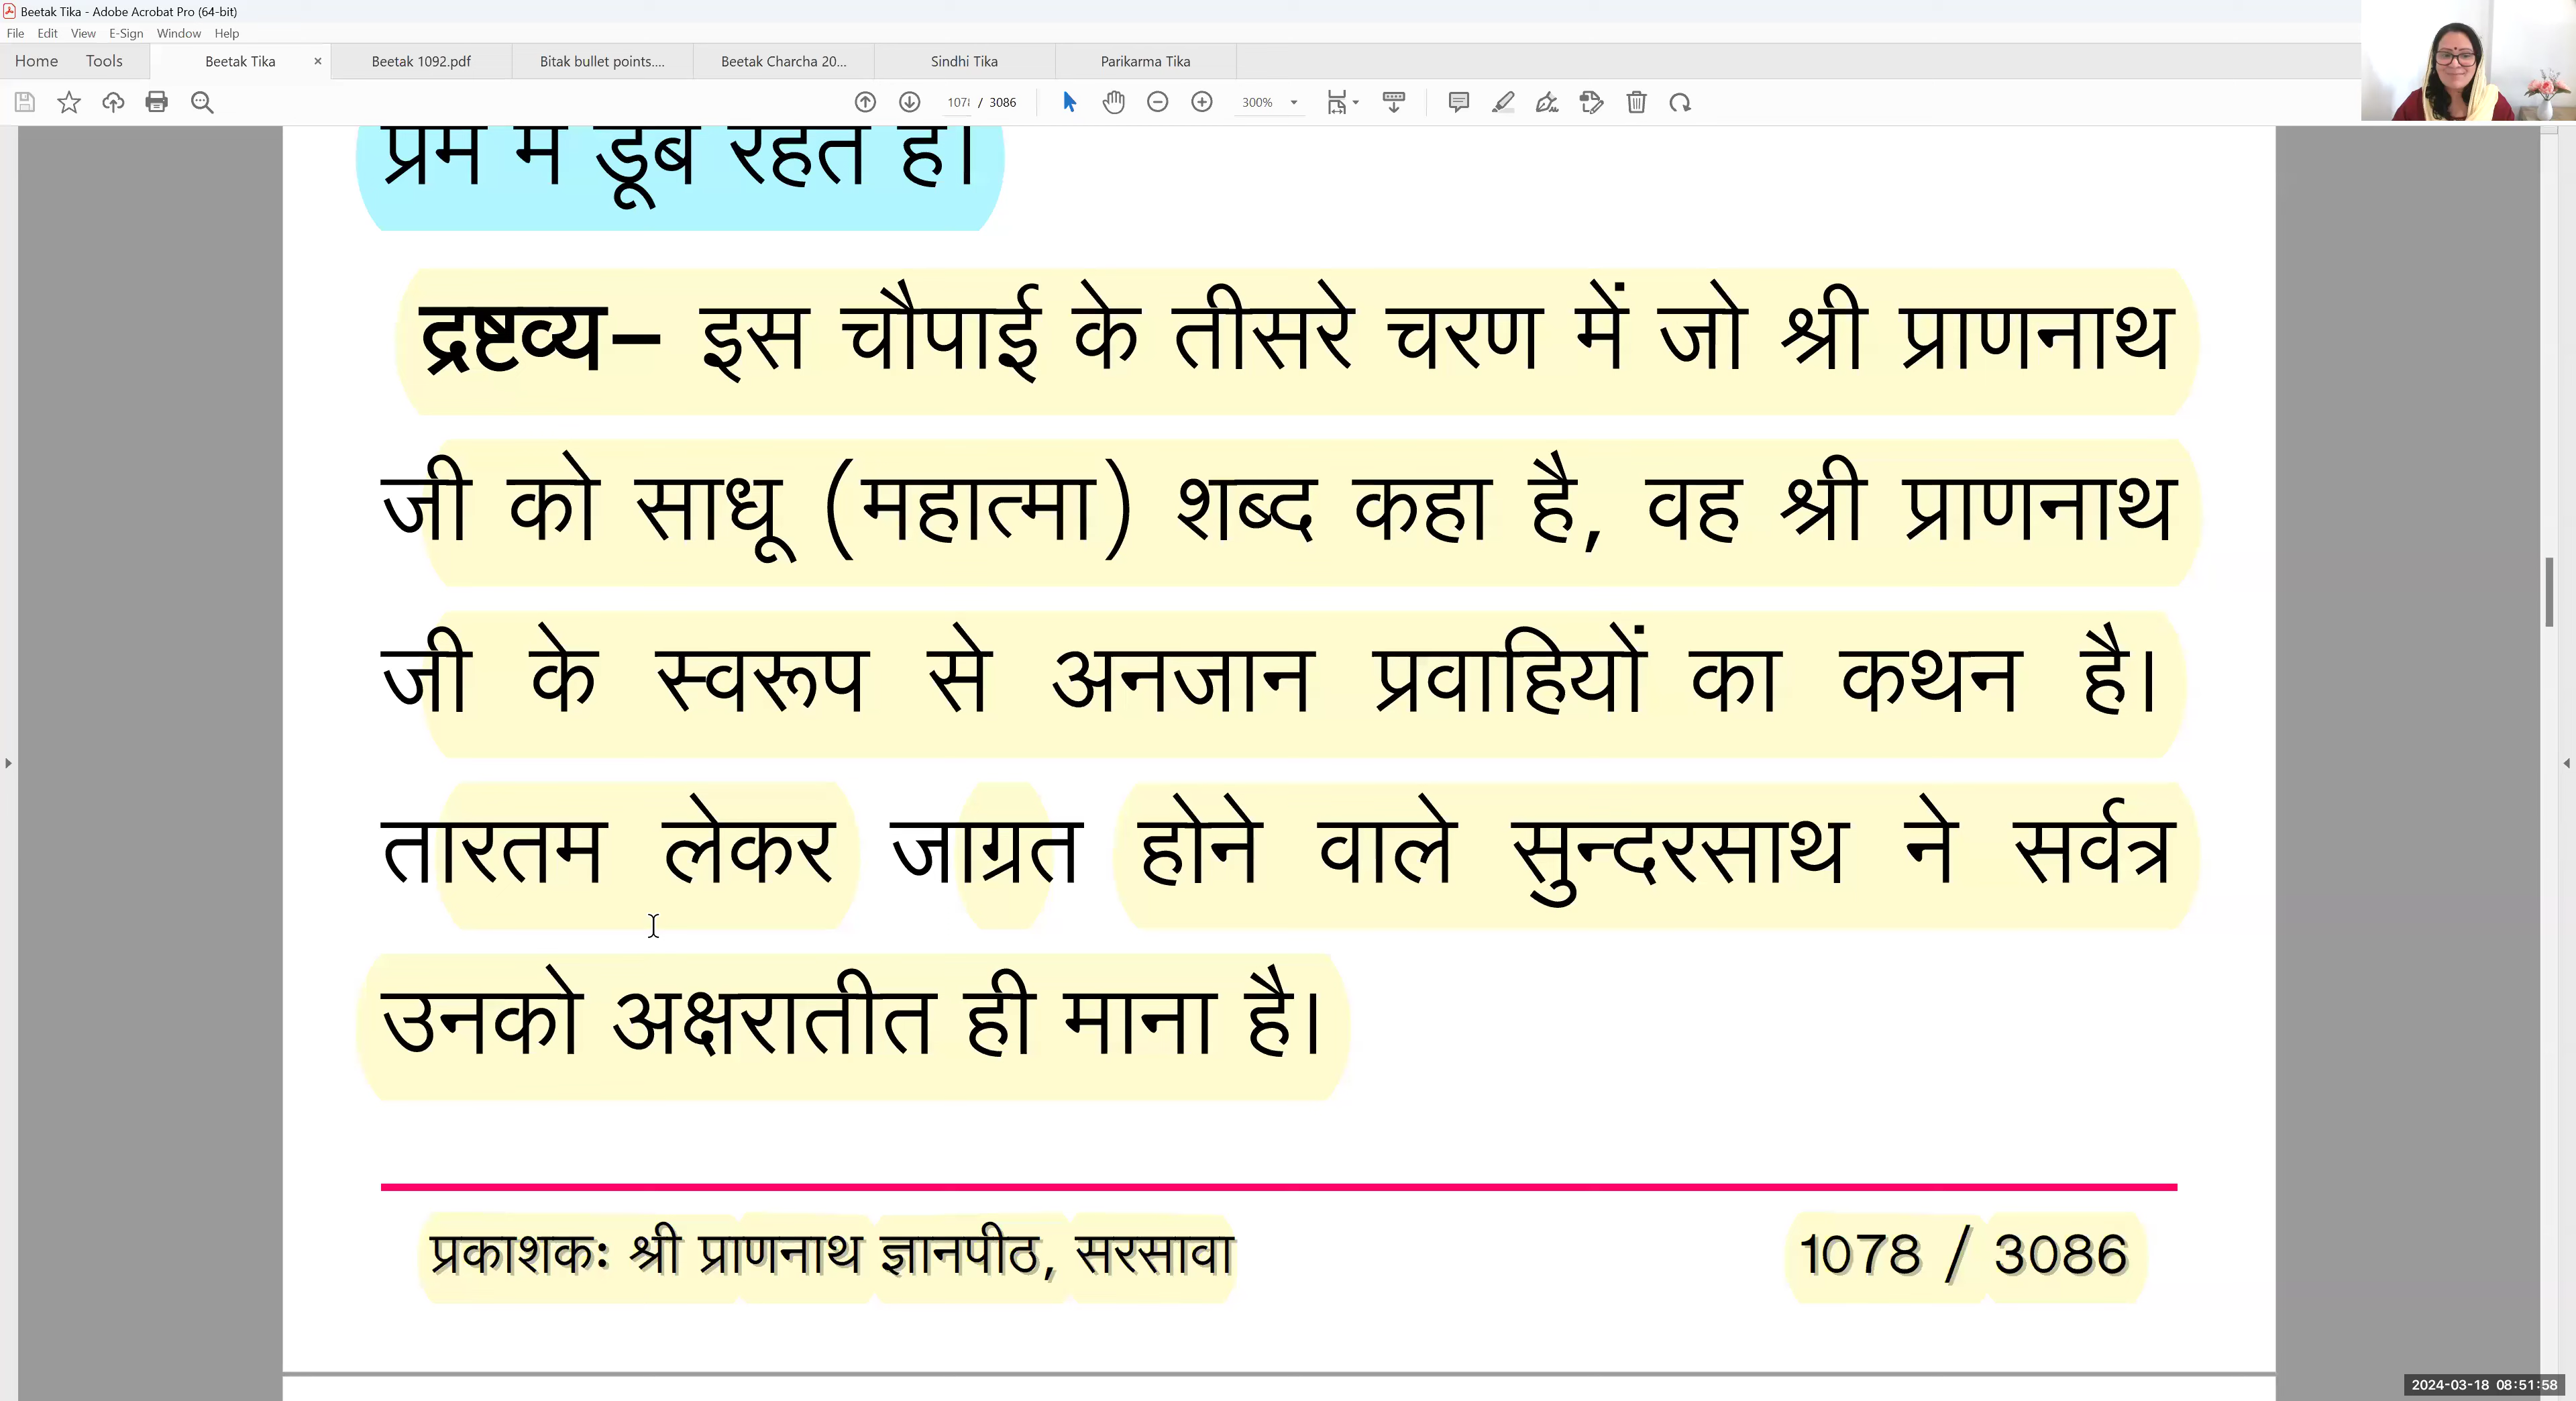 Beetak Tika - Adobe Acrobat Pro (64-bit)
File Edit View E-Sign Window Help
Home Tools Beetak Tika × Beetak 1092.pdf Bitak bullet points.... Beetak Charcha 20... Sindhi Tika Parikarma Tika
/ 3086 300%
द्रष्टव्य– इस चौपाई के तीसरे चरण में जो श्री प्राणनाथ
जी को साधू (महात्मा) शब्द कहा है, वह श्री प्राणनाथ
जी के स्वरूप से अनजान प्रवाहियों का कथन है।
तारतम लेकर जाग्रत होने वाले सुन्दरसाथ ने सर्वत्र
उनको अक्षरातीत ही माना है।
प्रकाशकः श्री प्राणनाथ ज्ञानपीठ, सरसावा 1078 / 3086
2024-03-18 08:51:58